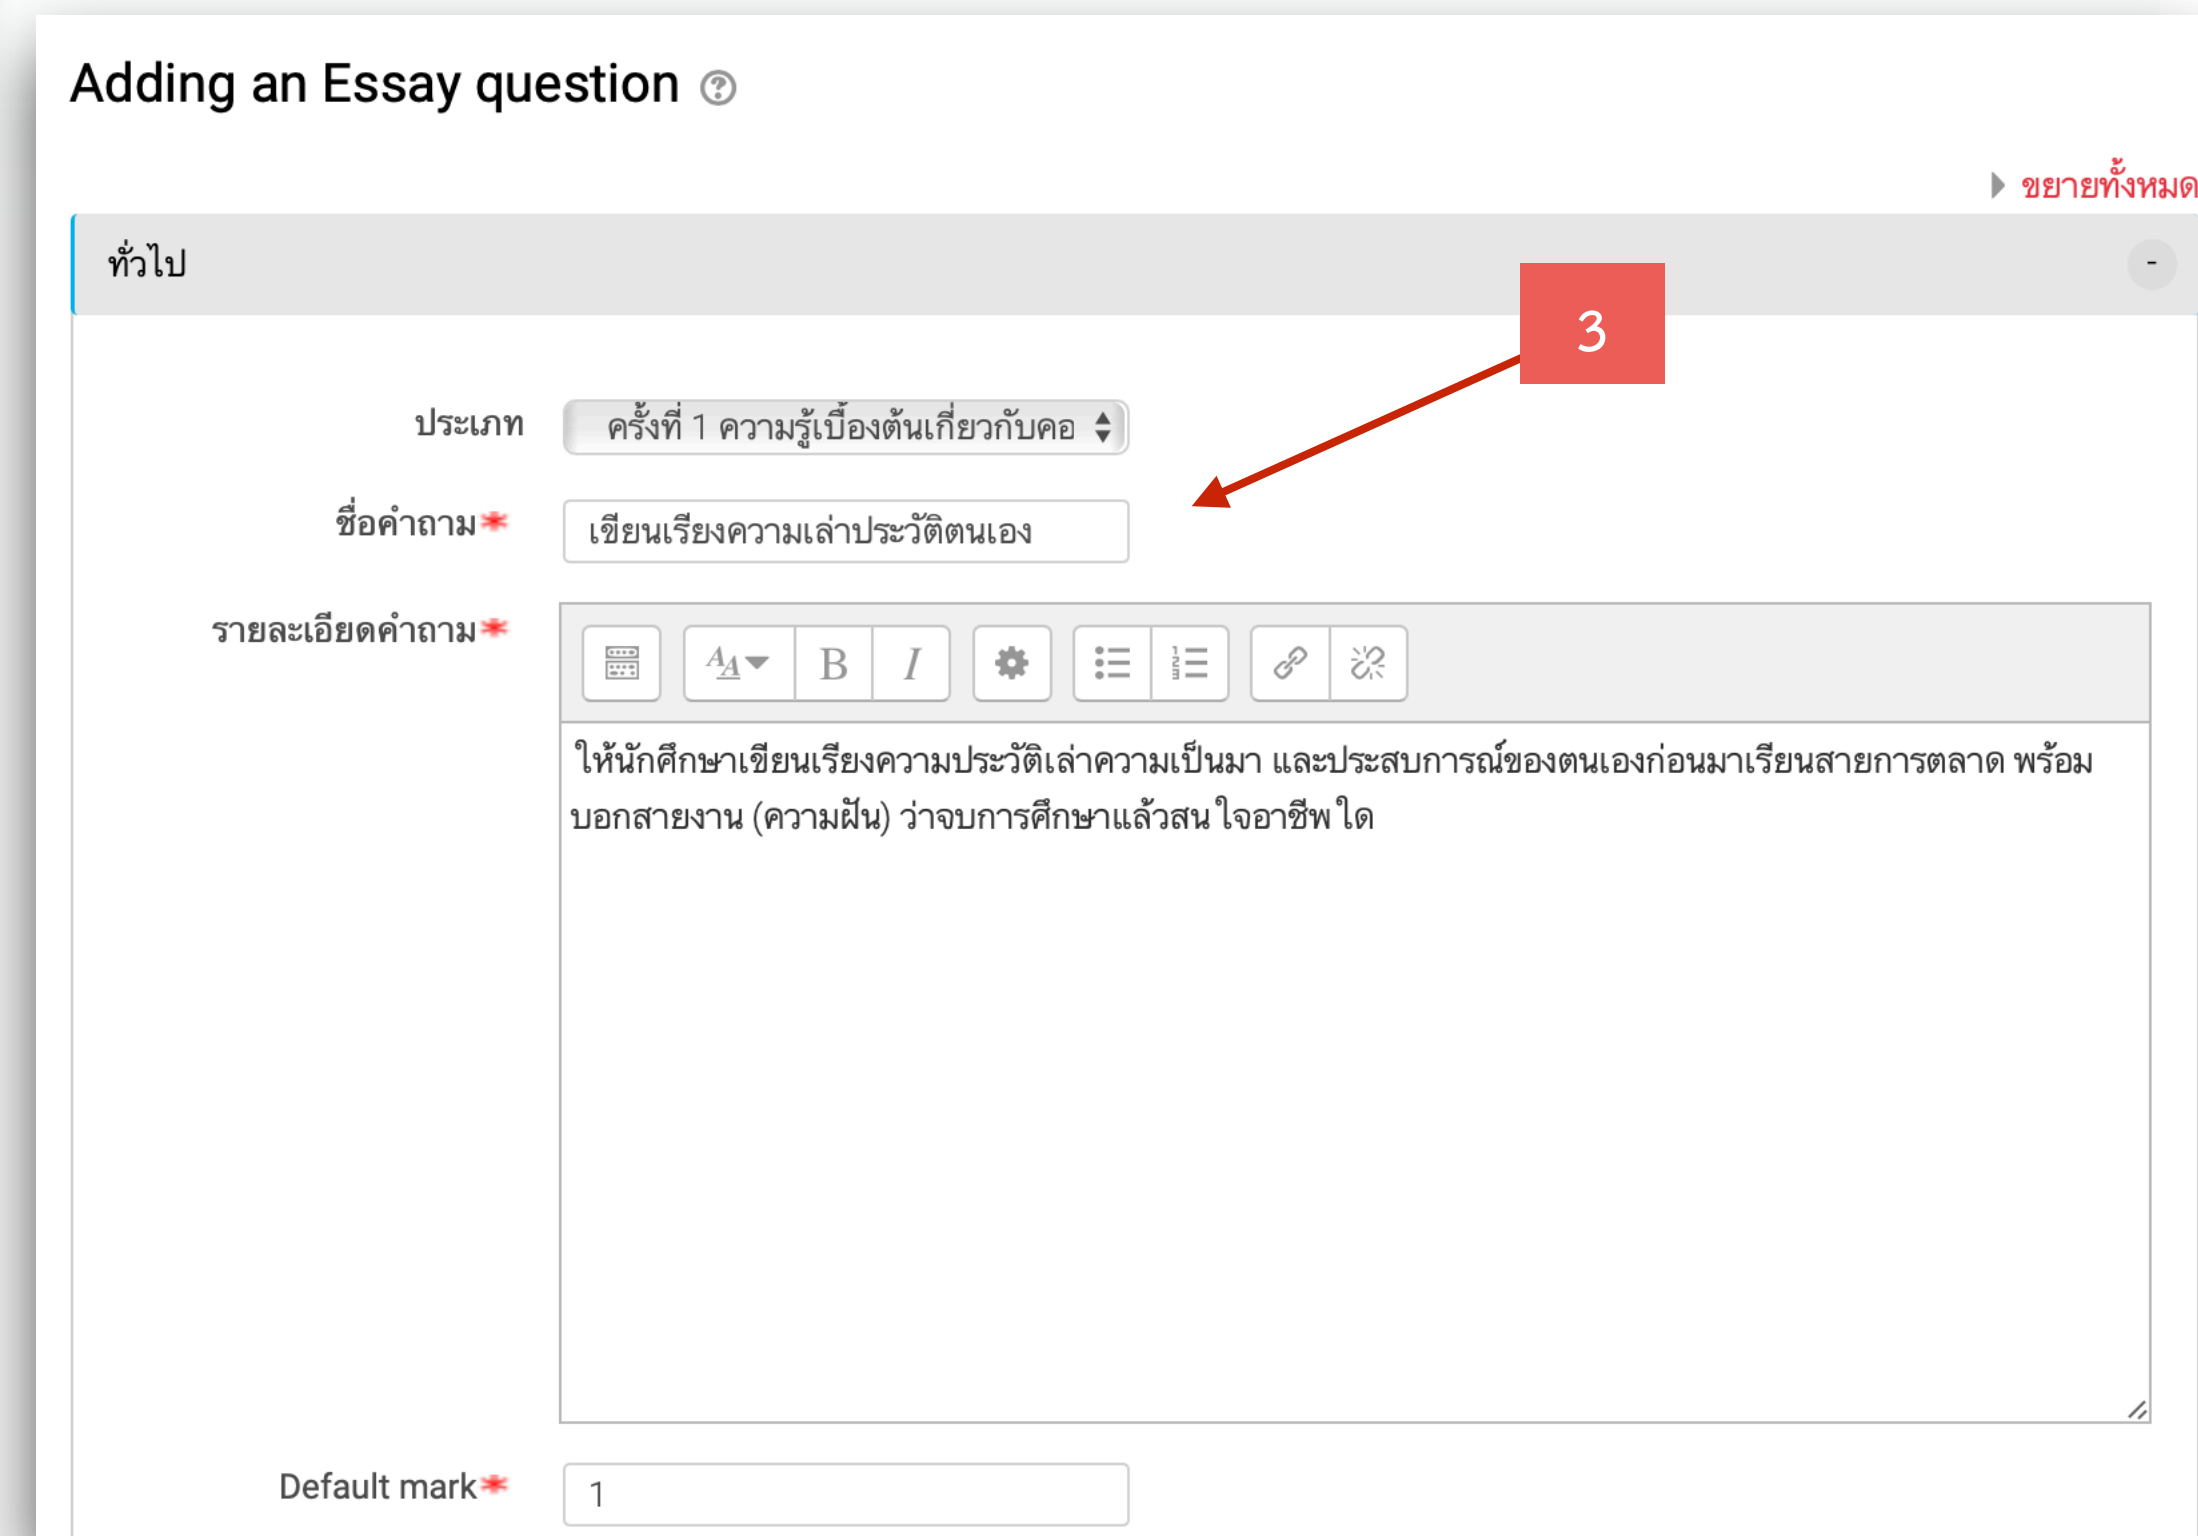 Adding an Essay question
ขยายทั้งหมด
ทั่วไป
-
3
ประเภท ครั้งที่ 1 ความรู้เบื้องต้นเกี่ยวกับคอ
ชื่อคำถาม* เขียนเรียงความเล่าประวัติตนเอง
รายละเอียดคำถาม*
ให้นักศึกษาเขียนเรียงความประวัติเล่าความเป็นมา และประสบการณ์ของตนเองก่อนมาเรียนสายการตลาด พร้อม
บอกสายงาน (ความฝัน) ว่าจบการศึกษาแล้วสนใจอาชีพใด
Default mark* 1